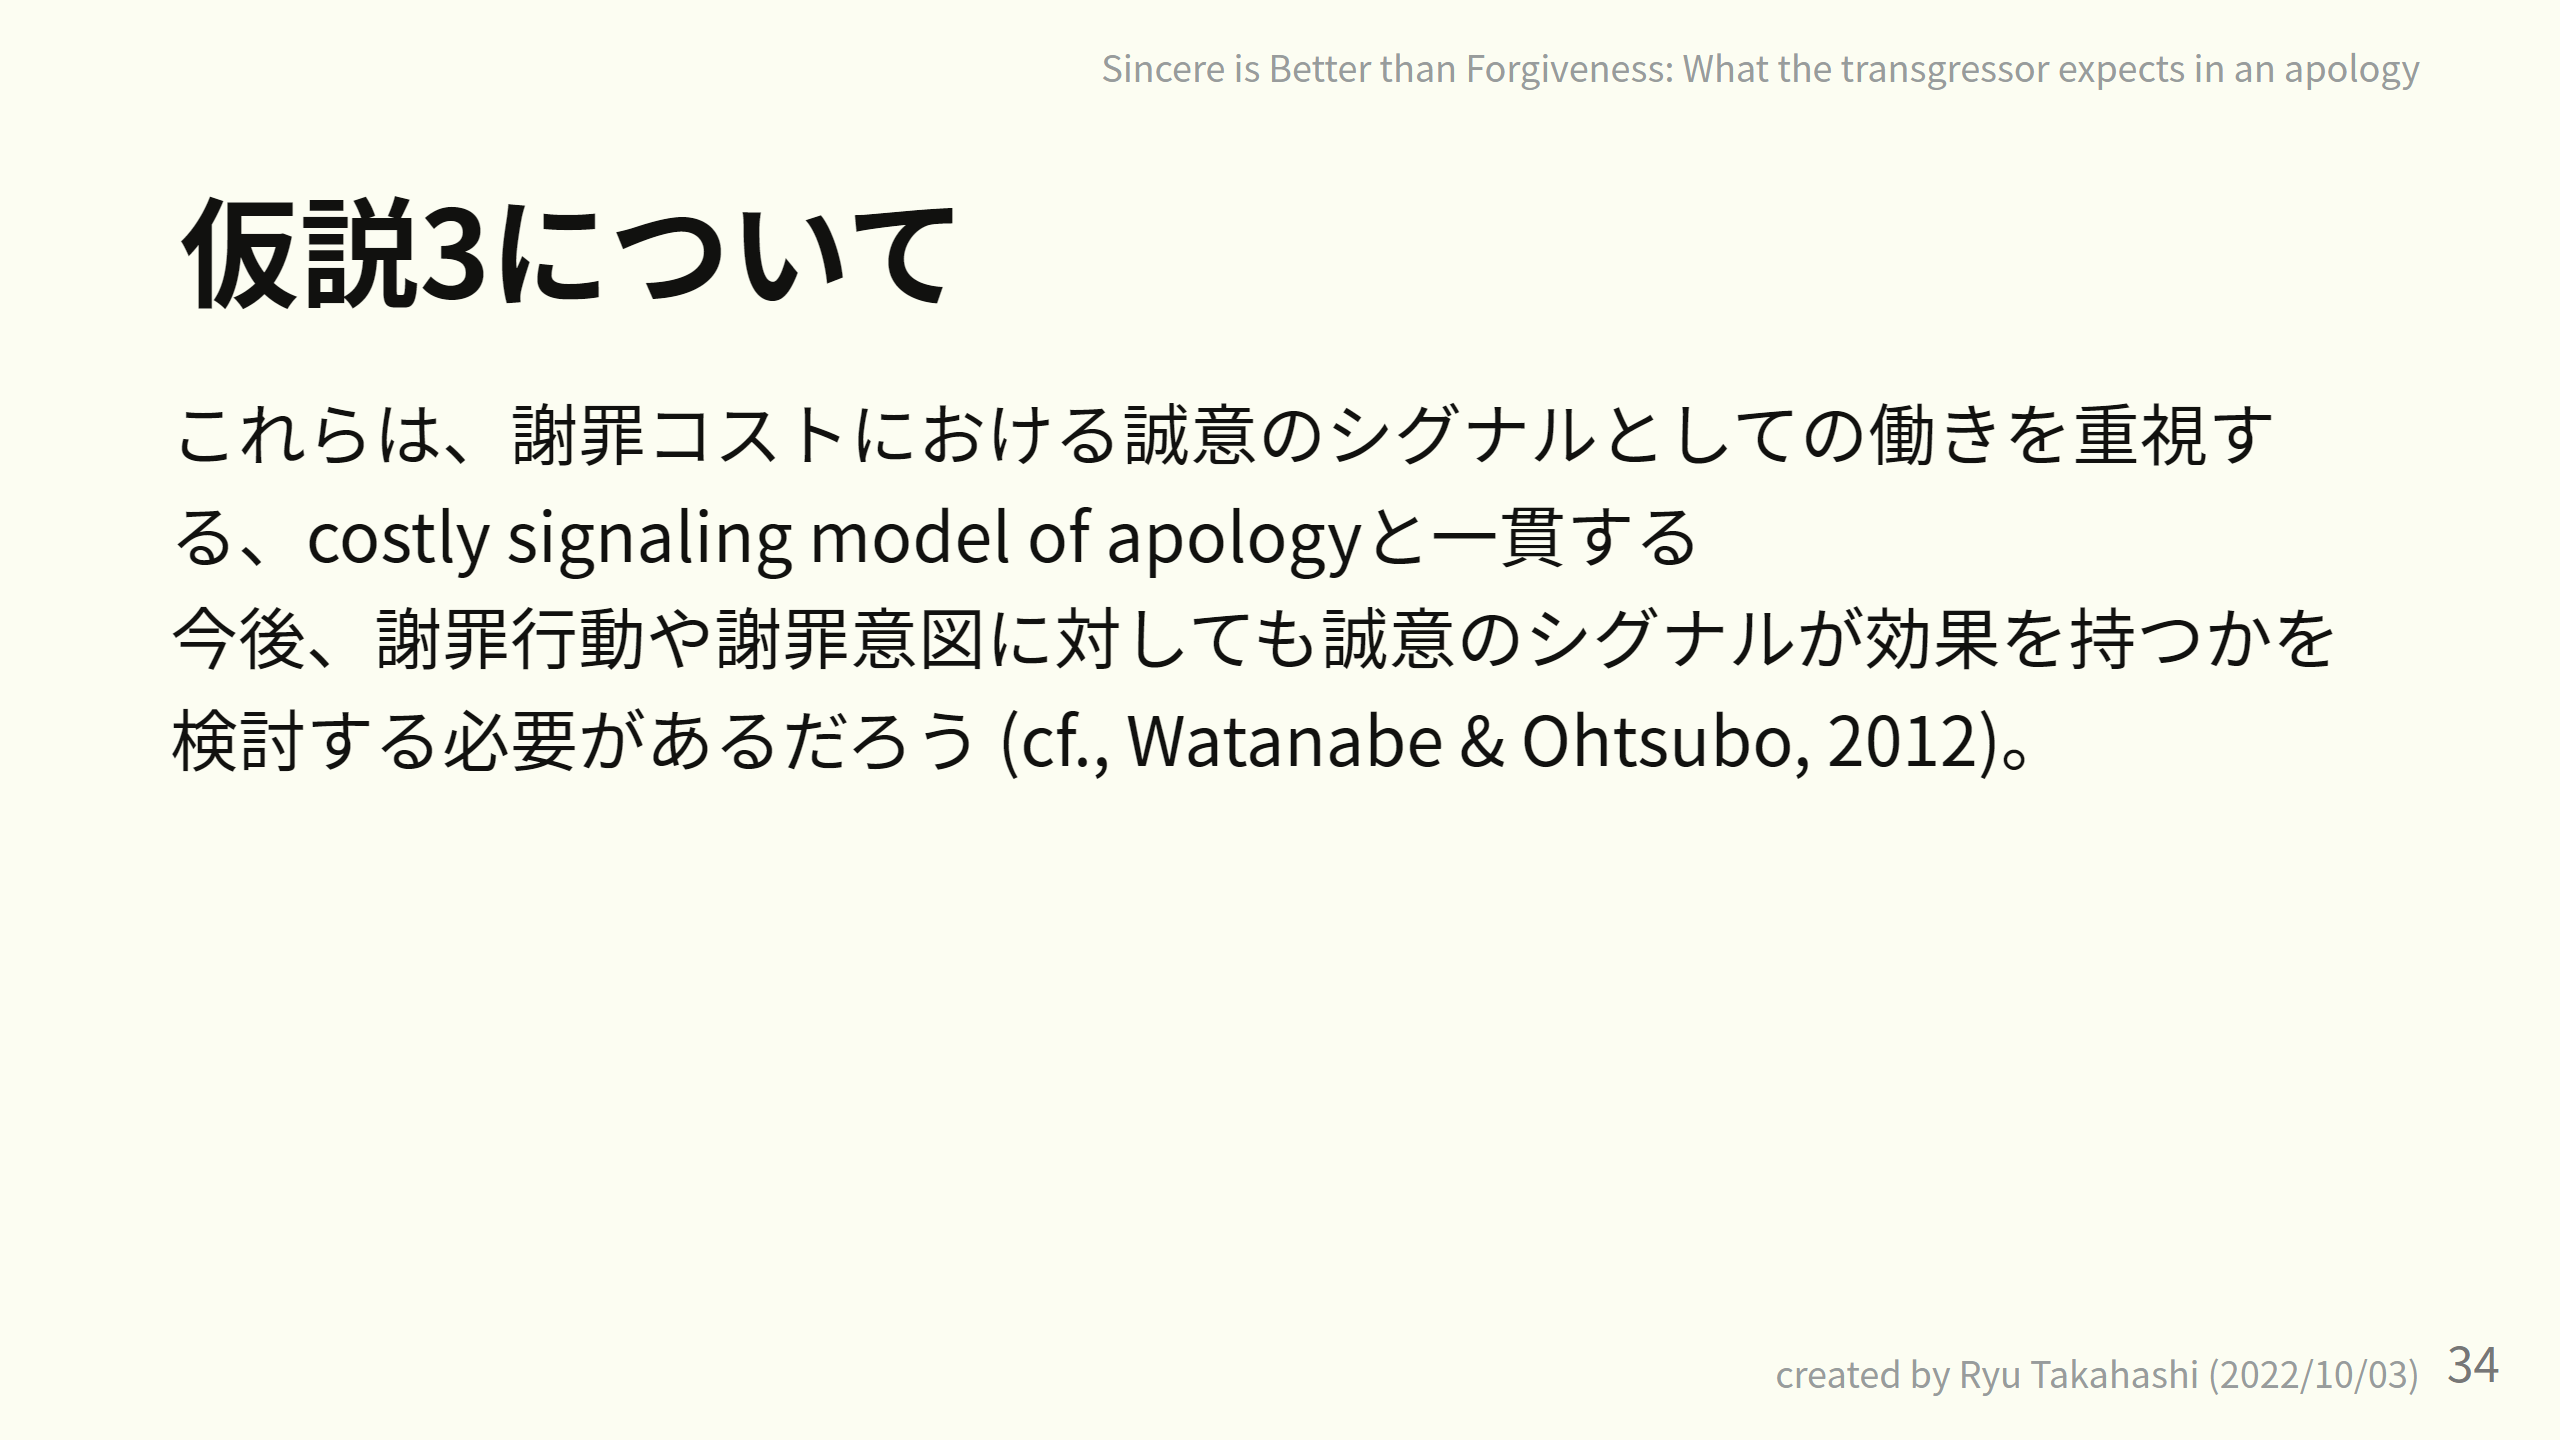 Sincere is Better than Forgiveness: What the transgressor expects in an apology
仮説3について
これらは、謝罪コストにおける誠意のシグナルとしての働きを重視す
る、costly signaling model of apologyと一貫する
今後、謝罪行動や謝罪意図に対しても誠意のシグナルが効果を持つかを
検討する必要があるだろう (cf., Watanabe & Ohtsubo, 2012)。
created by Ryu Takahashi (2022/10/03) 34